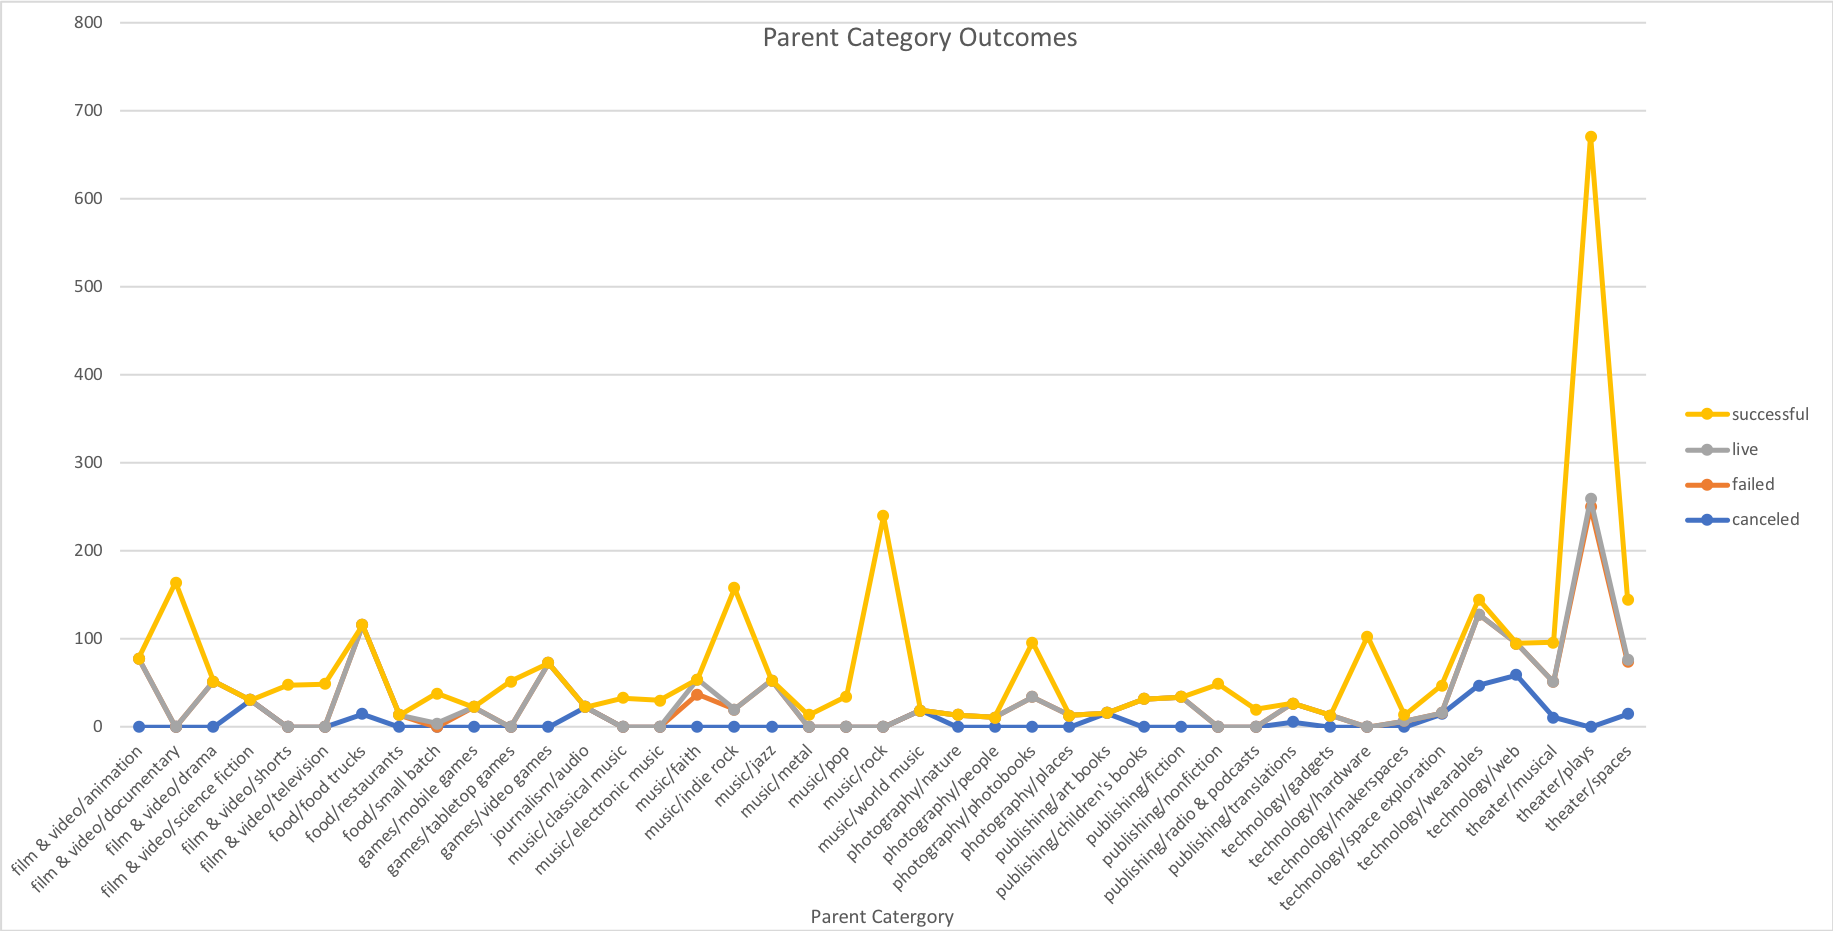 Parent Category Outcomes
800
700
600
500
400
300
200
100
0
successful
live
failed
canceled
film & video/animation
film & video/documentary
film & video/drama
film & video/science fiction
film & video/shorts
film & video/television
food/food trucks
food/restaurants
food/small batch
games/mobile games
games/tabletop games
games/video games
journalism/audio
music/classical music
music/electronic music
music/faith
music/indie rock
music/jazz
music/metal
music/pop
music/rock
music/world music
photography/nature
photography/people
photography/photobooks
photography/places
publishing/art books
publishing/children's books
publishing/fiction
publishing/nonfiction
publishing/radio & podcasts
publishing/translations
technology/gadgets
technology/hardware
technology/makerspaces
technology/space exploration
technology/wearables
technology/web
theater/musical
theater/plays
theater/spaces
Parent Catergory